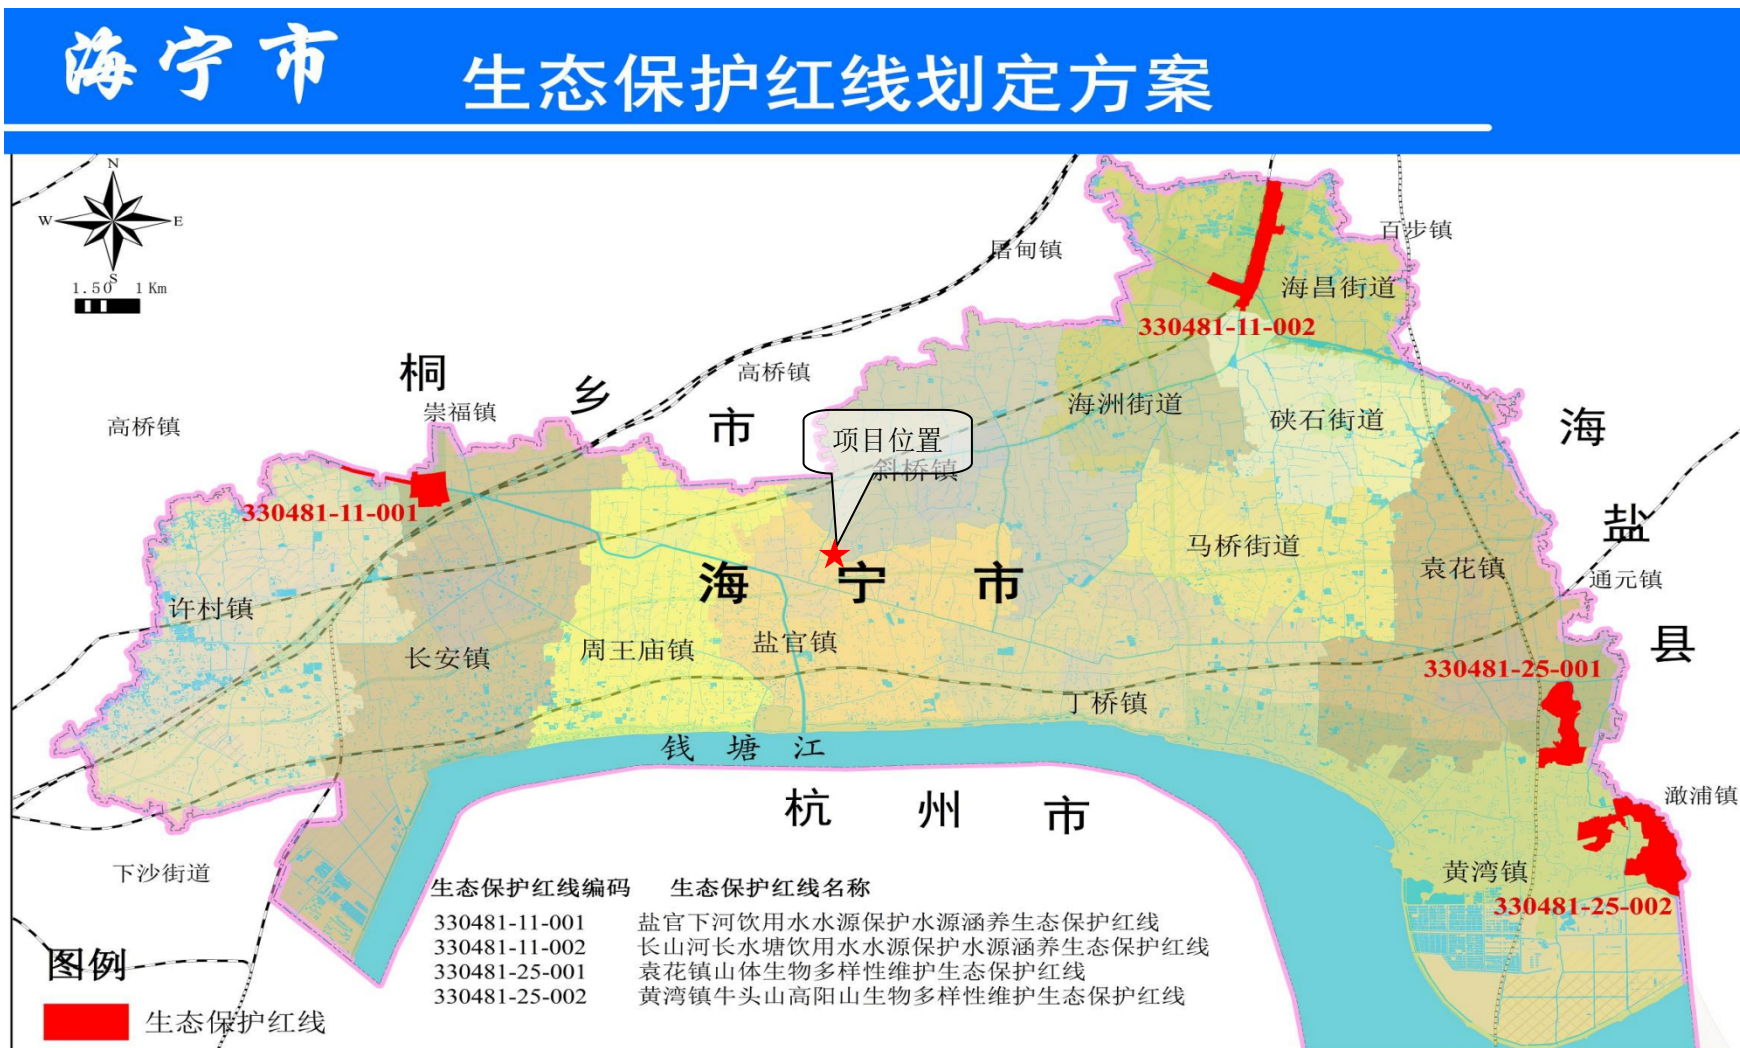 海宁市 生态保护红线划定方案
N
W E
S
1.50 1 Km
屠甸镇
百步镇
海昌街道
330481-11-002
桐 乡 市
高桥镇
崇福镇
高桥镇
海洲街道
硖石街道
海 盐 县
项目位置
斜桥镇
330481-11-001
马桥街道
袁花镇
通元镇
海 宁 市
许村镇
长安镇
周王庙镇
盐官镇
330481-25-001
丁桥镇
钱 塘 江
杭 州 市
澉浦镇
下沙街道
黄湾镇
330481-25-002
生态保护红线编码 生态保护红线名称
330481-11-001 盐官下河饮用水水源保护水源涵养生态保护红线
330481-11-002 长山河长水塘饮用水水源保护水源涵养生态保护红线
330481-25-001 袁花镇山体生物多样性维护生态保护红线
330481-25-002 黄湾镇牛头山高阳山生物多样性维护生态保护红线
图例
生态保护红线